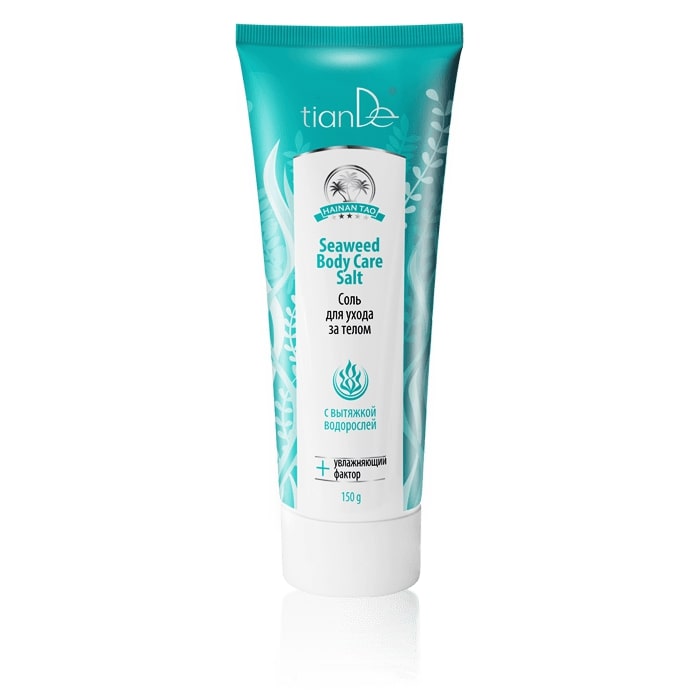 tianDe®
HAINAN TAO
Seaweed
Body Care
Salt
Соль
для ухода
за телом
с вытяжкой
водорослей
+ увлажняющий
фактор
150 g